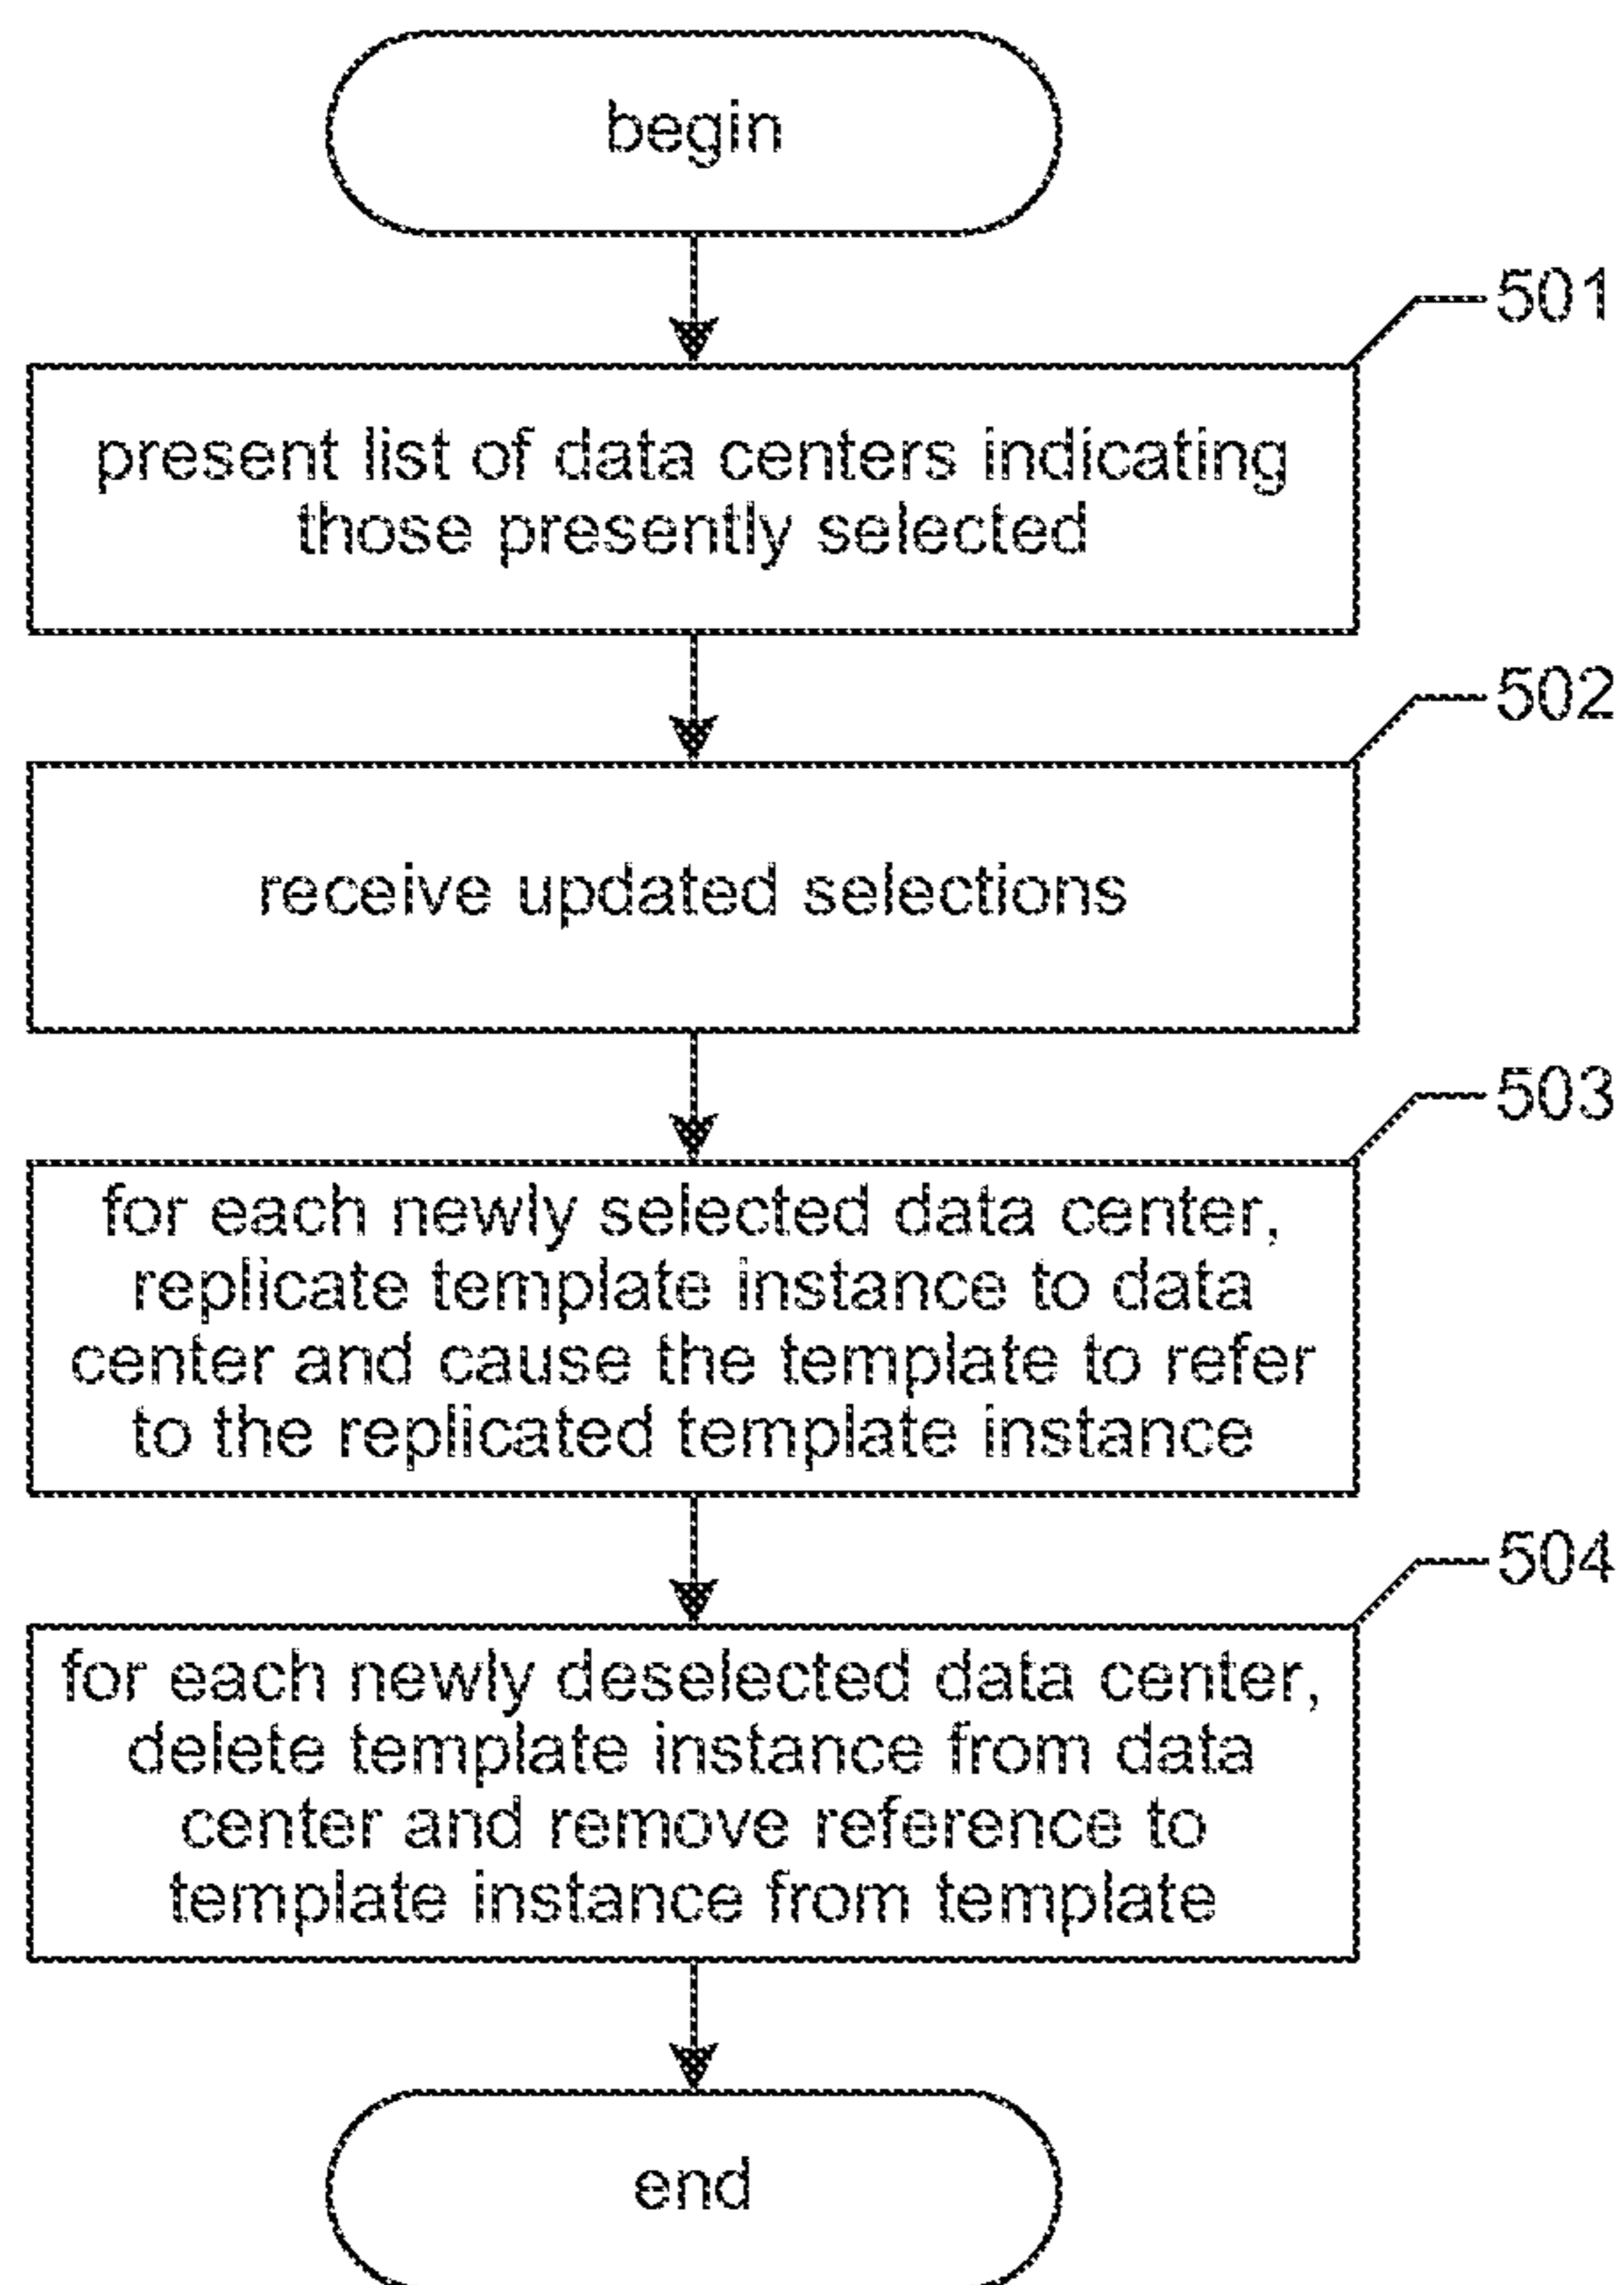 begin
501
present list of data centers indicating
those presently selected
502
receive updated selections
503
for each newly selected data center,
replicate template instance to data
center and cause the template to refer
to the replicated template instance
504
for each newly deselected data center,
delete template instance from data
center and remove reference to
template instance from template
end